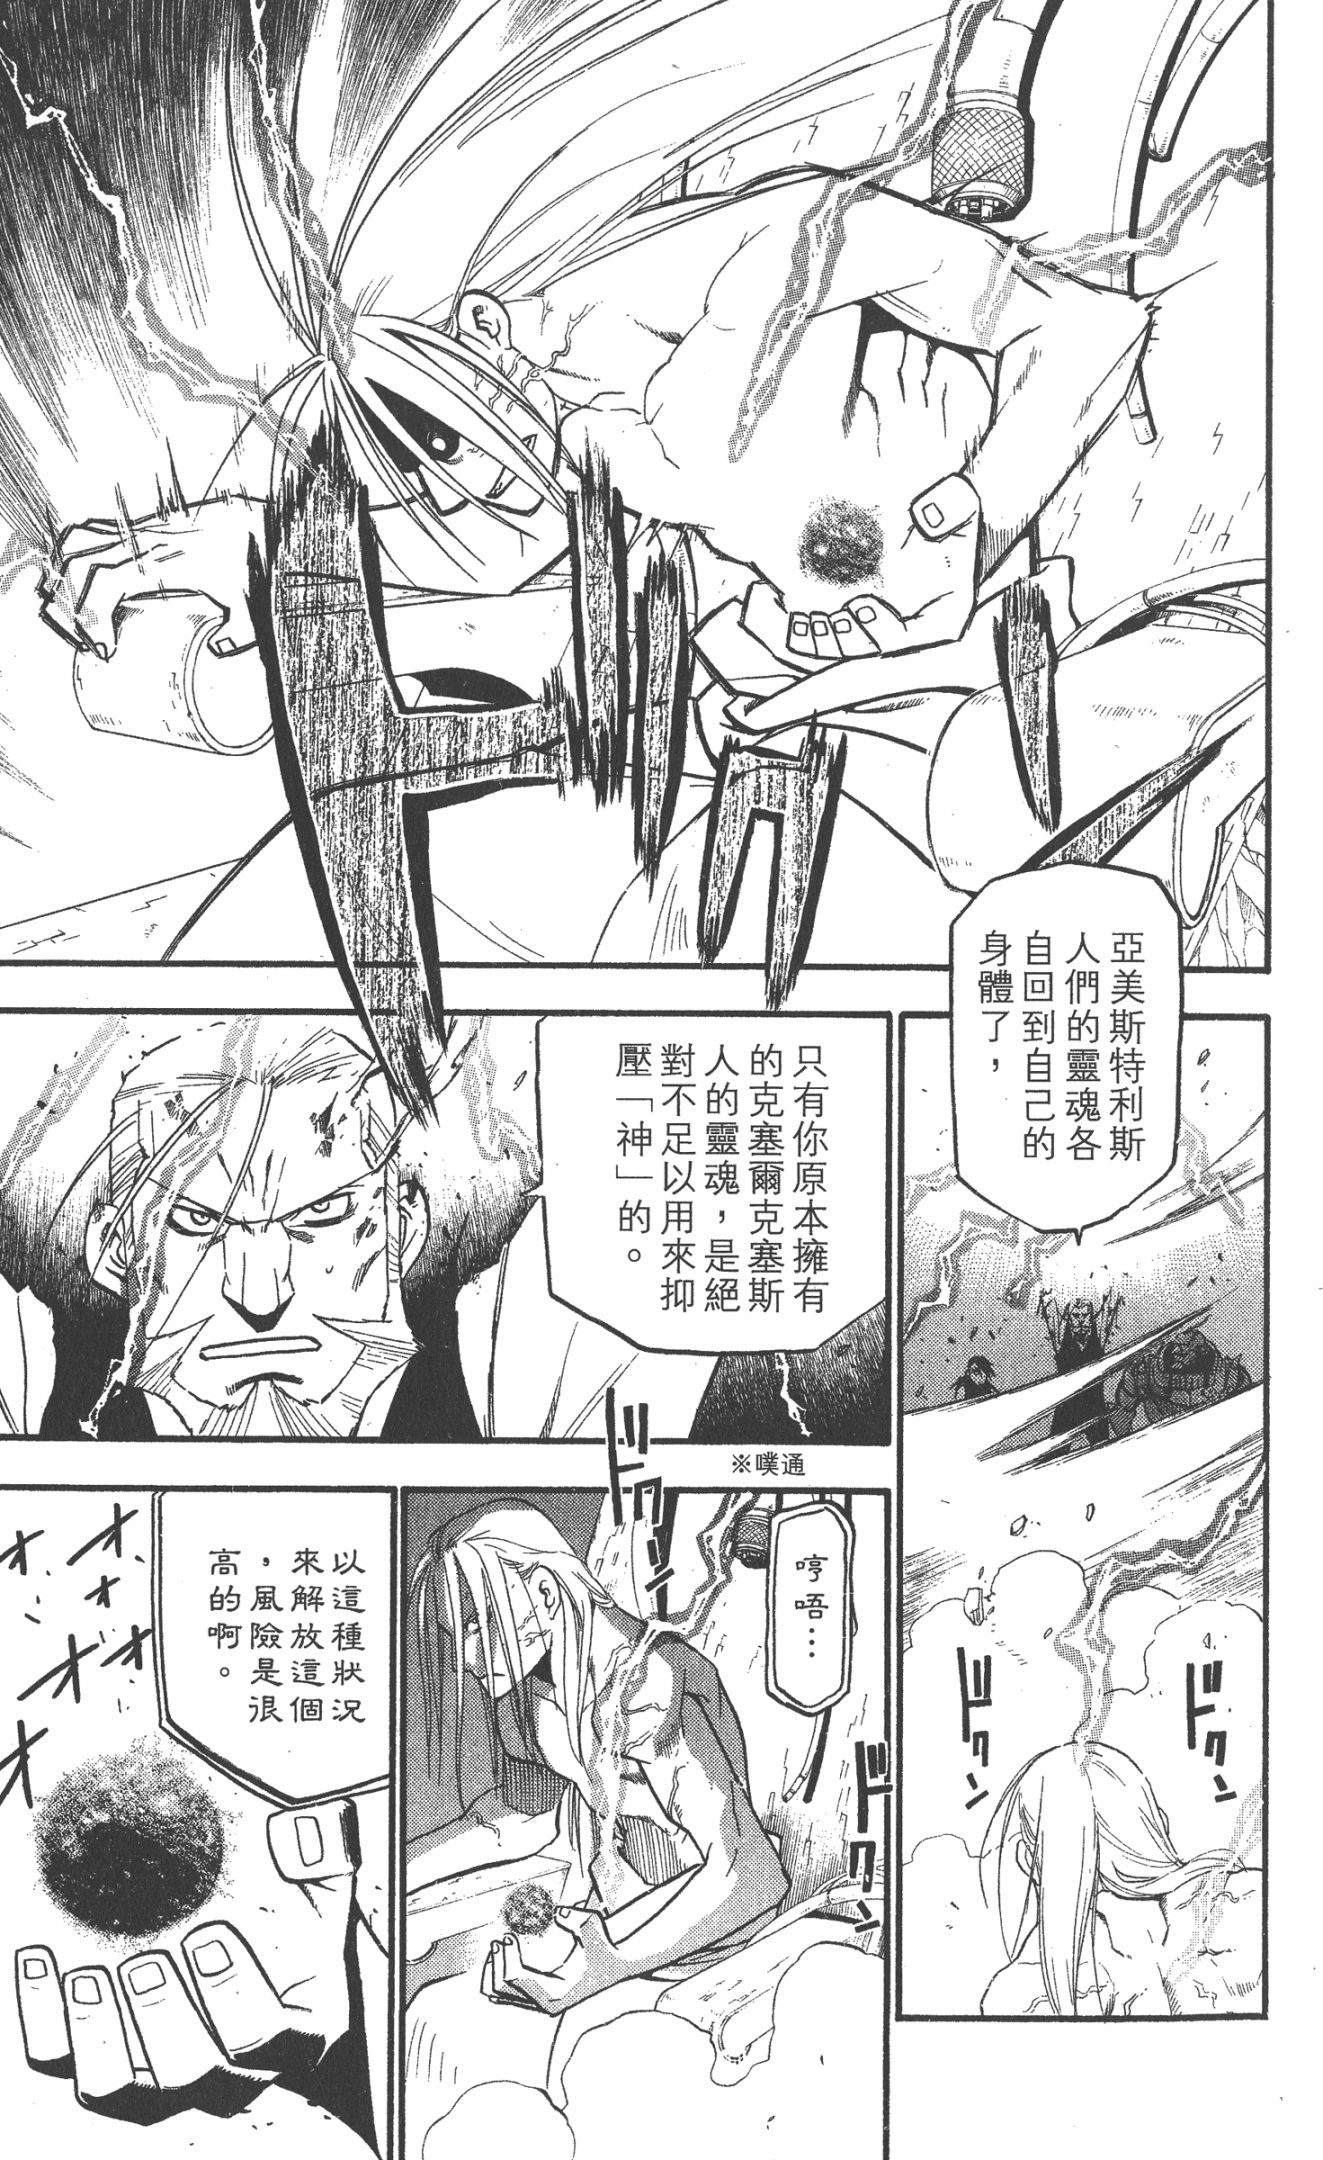 亞美斯特利斯
人們的靈魂各
自回到自己的
身體了，
只有你原本擁有
的克塞爾克塞斯
人的靈魂，是絕
對不足以用來抑
壓「神」的。
ドクン
ドクン
※噗通
哼唔…
ドクン
ドクン
以這種狀況
來解放這個
，風險是很
高的啊。
オオオオオオ